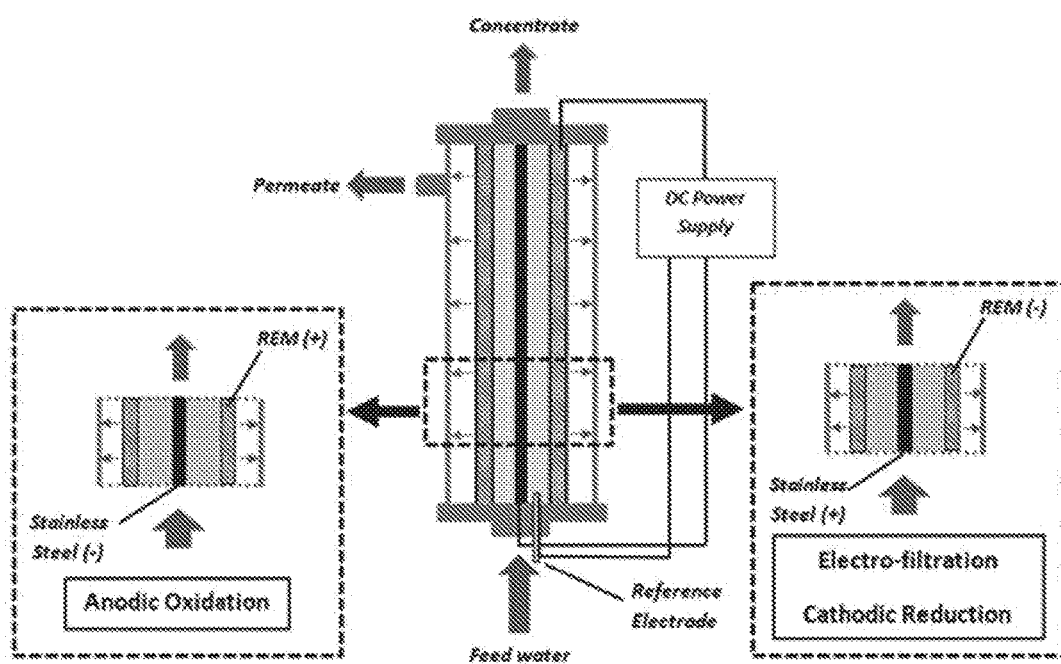 Concentrate
Permeate
DC Power
Supply
REM (+)
Stainless
Steel (-)
Anodic Oxidation
REM (-)
Stainless
Steel (+)
Electro-filtration
Cathodic Reduction
Reference
Electrode
Feed water